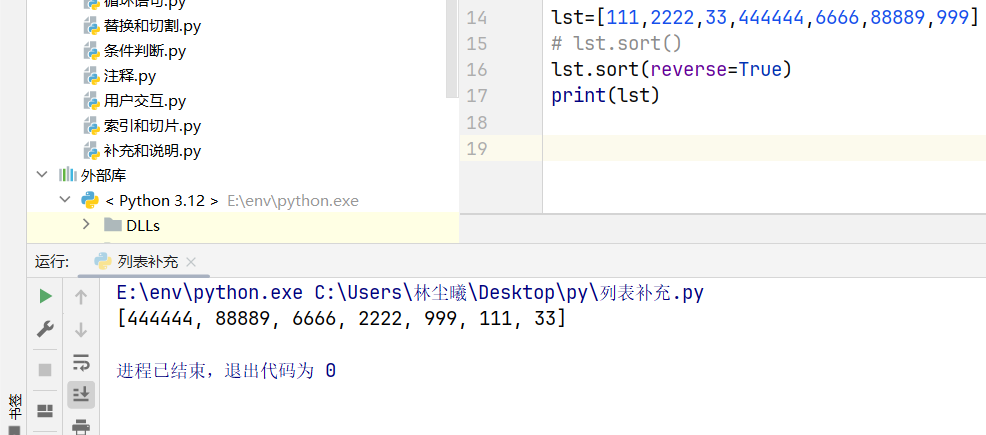 循环语句.py
替换和切割.py
条件判断.py
注释.py
用户交互.py
索引和切片.py
补充和说明.py
外部库
< Python 3.12 > E:\env\python.exe
DLLs
14 lst=[111,2222,33,444444,6666,88889,999]
15 # lst.sort()
16 lst.sort(reverse=True)
17 print(lst)
18
19
运行: 列表补充
E:\env\python.exe C:\Users\林尘曦\Desktop\py\列表补充.py
[444444, 88889, 6666, 2222, 999, 111, 33]
进程已结束，退出代码为 0
书签